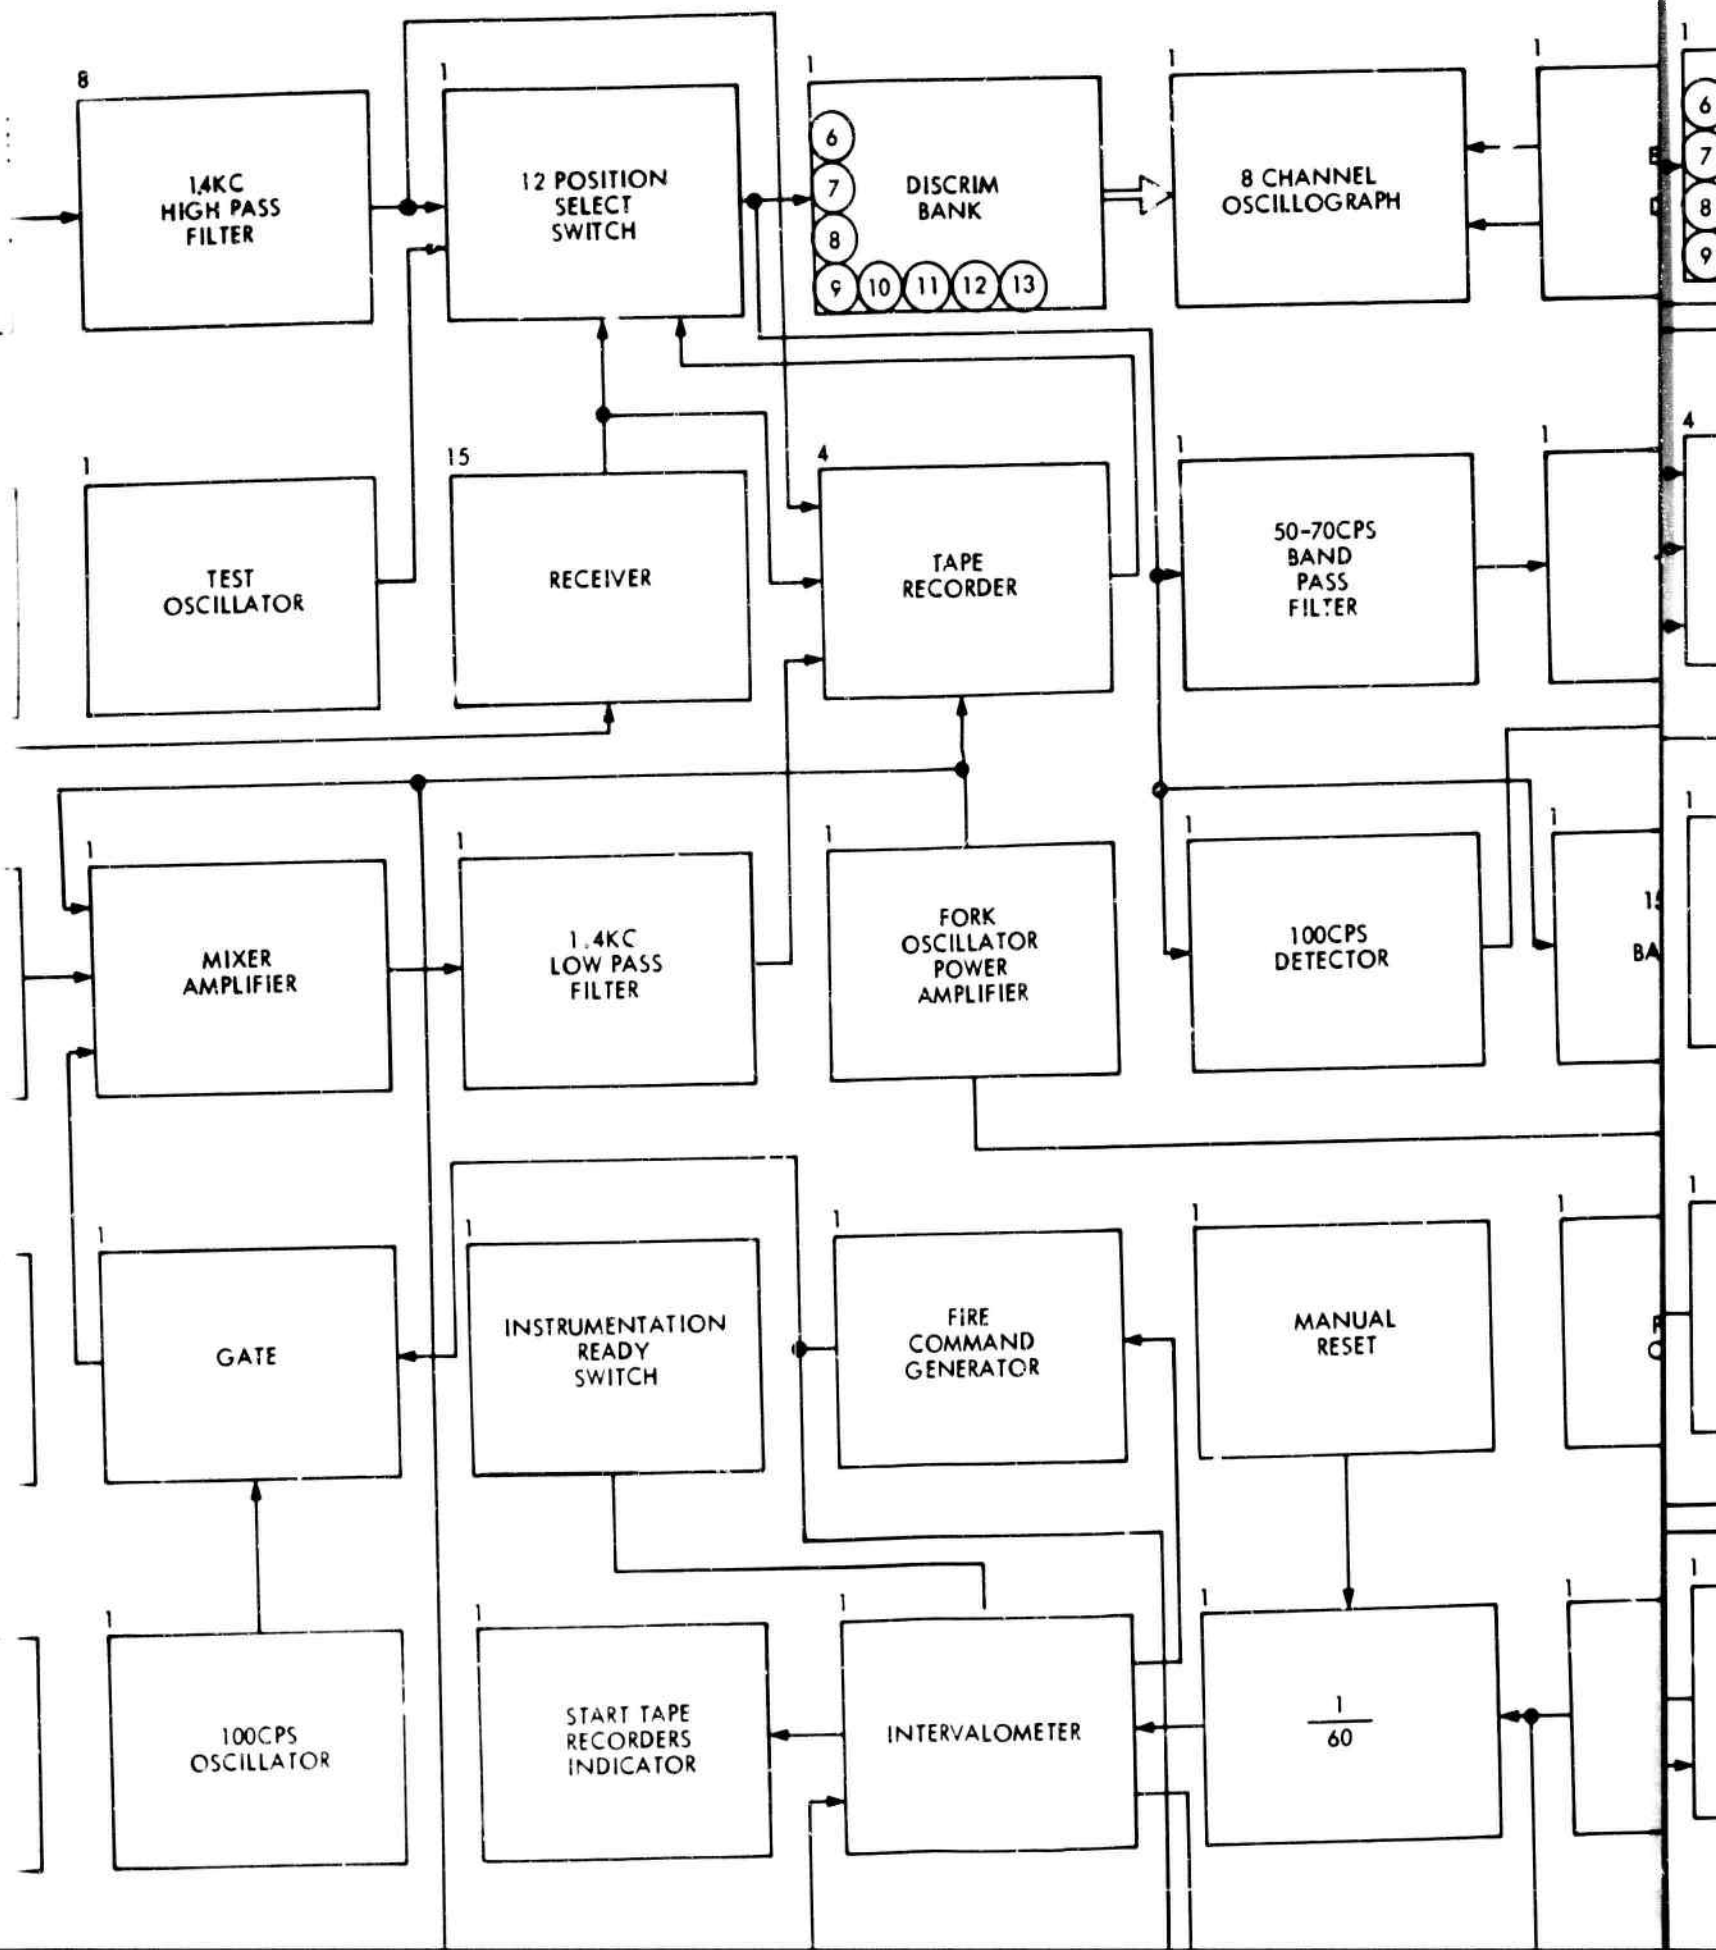 8
1.4KC
HIGH PASS
FILTER
1
12 POSITION
SELECT
SWITCH
1
6
7
8
9 10 11 12 13
DISCRIM
BANK
1
8 CHANNEL
OSCILLOGRAPH
1
1
6
7
8
9
1
TEST
OSCILLATOR
15
RECEIVER
4
TAPE
RECORDER
1
50-70CPS
BAND
PASS
FILTER
1
4
1
MIXER
AMPLIFIER
1
1.4KC
LOW PASS
FILTER
1
FORK
OSCILLATOR
POWER
AMPLIFIER
1
100CPS
DETECTOR
1
BA
1
1
GATE
1
INSTRUMENTATION
READY
SWITCH
1
FIRE
COMMAND
GENERATOR
1
MANUAL
RESET
1
1
1
100CPS
OSCILLATOR
1
START TAPE
RECORDERS
INDICATOR
1
INTERVALOMETER
1
1
60
1
1